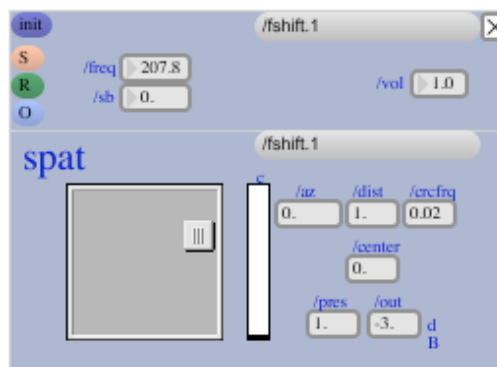 init /fshift.1
S
R
O
/freq 207.8
/sb 0.
/vol 1.0
spat /fshift.1
c
/az /dist /crcfrq
0. 1. 0.02
/center
0.
/pres /out
1. -3. d
B